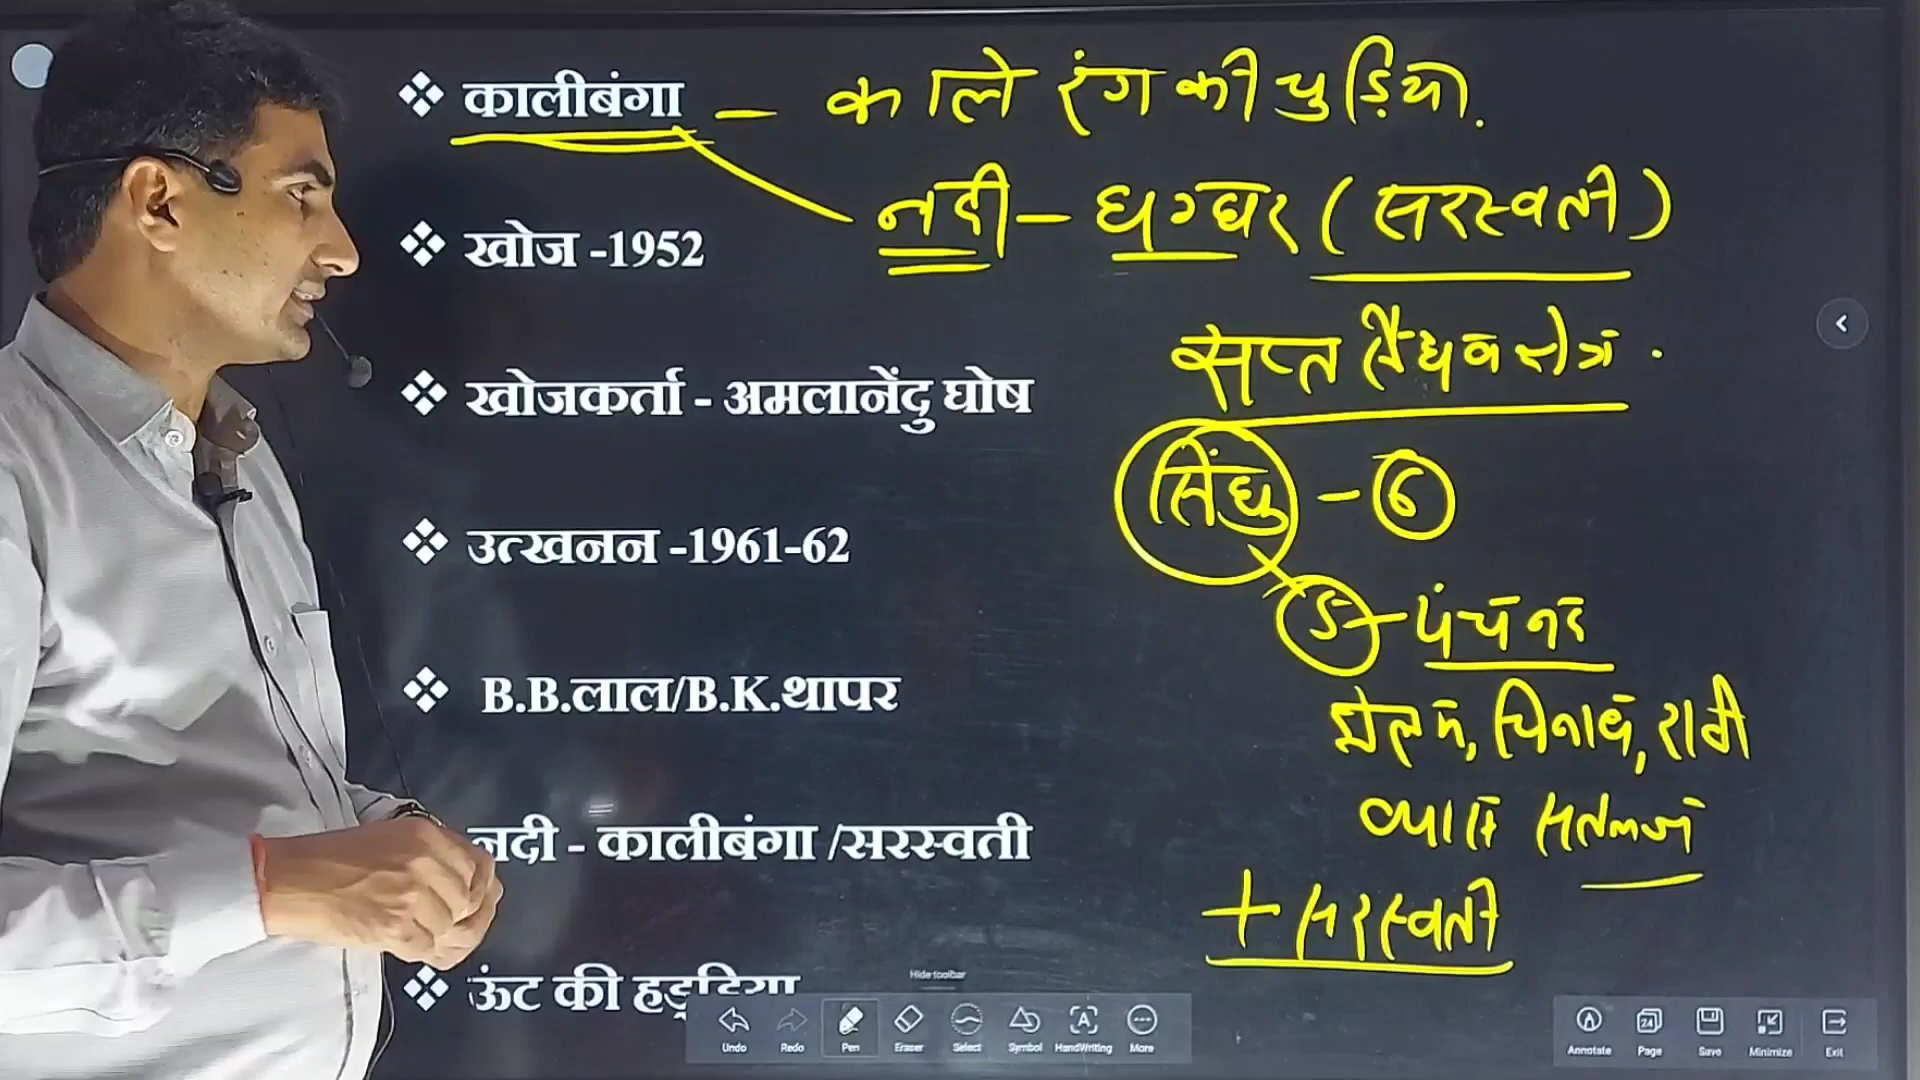 ❖ कालीबंगा - काले रंग की चुड़ियां.
नदी - घग्घर (सरस्वती)
❖ खोज -1952
सप्त सैंधव क्षेत्र .
❖ खोजकर्ता - अमलानेंदु घोष
सिंधु - 6
❖ उत्खनन -1961-62
5 - पंचनद
❖ B.B.लाल/B.K.थापर
झेलम, चिनाब, रावी
व्यास सतलज
नदी - कालीबंगा /सरस्वती
+ सरस्वती
❖ ऊंट की हड्डिया
Hide toolbar
Undo Redo Pen Eraser Select Symbol HandWriting More
24
Annotate Page Save Minimize Exit